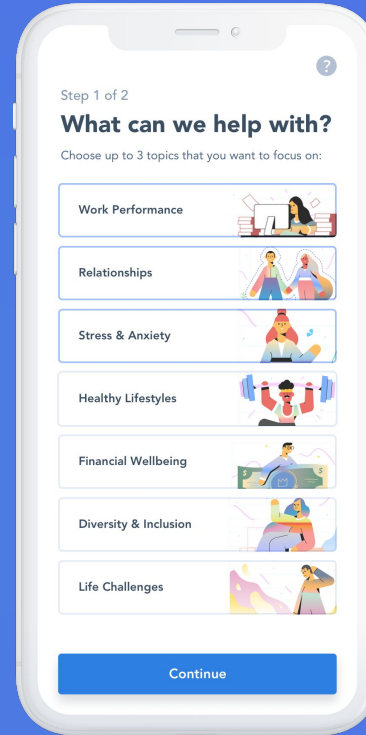 Step 1 of 2
What can we help with?
Choose up to 3 topics that you want to focus on:
Work Performance
Relationships
Stress & Anxiety
Healthy Lifestyles
Financial Wellbeing
Diversity & Inclusion
Life Challenges
Continue